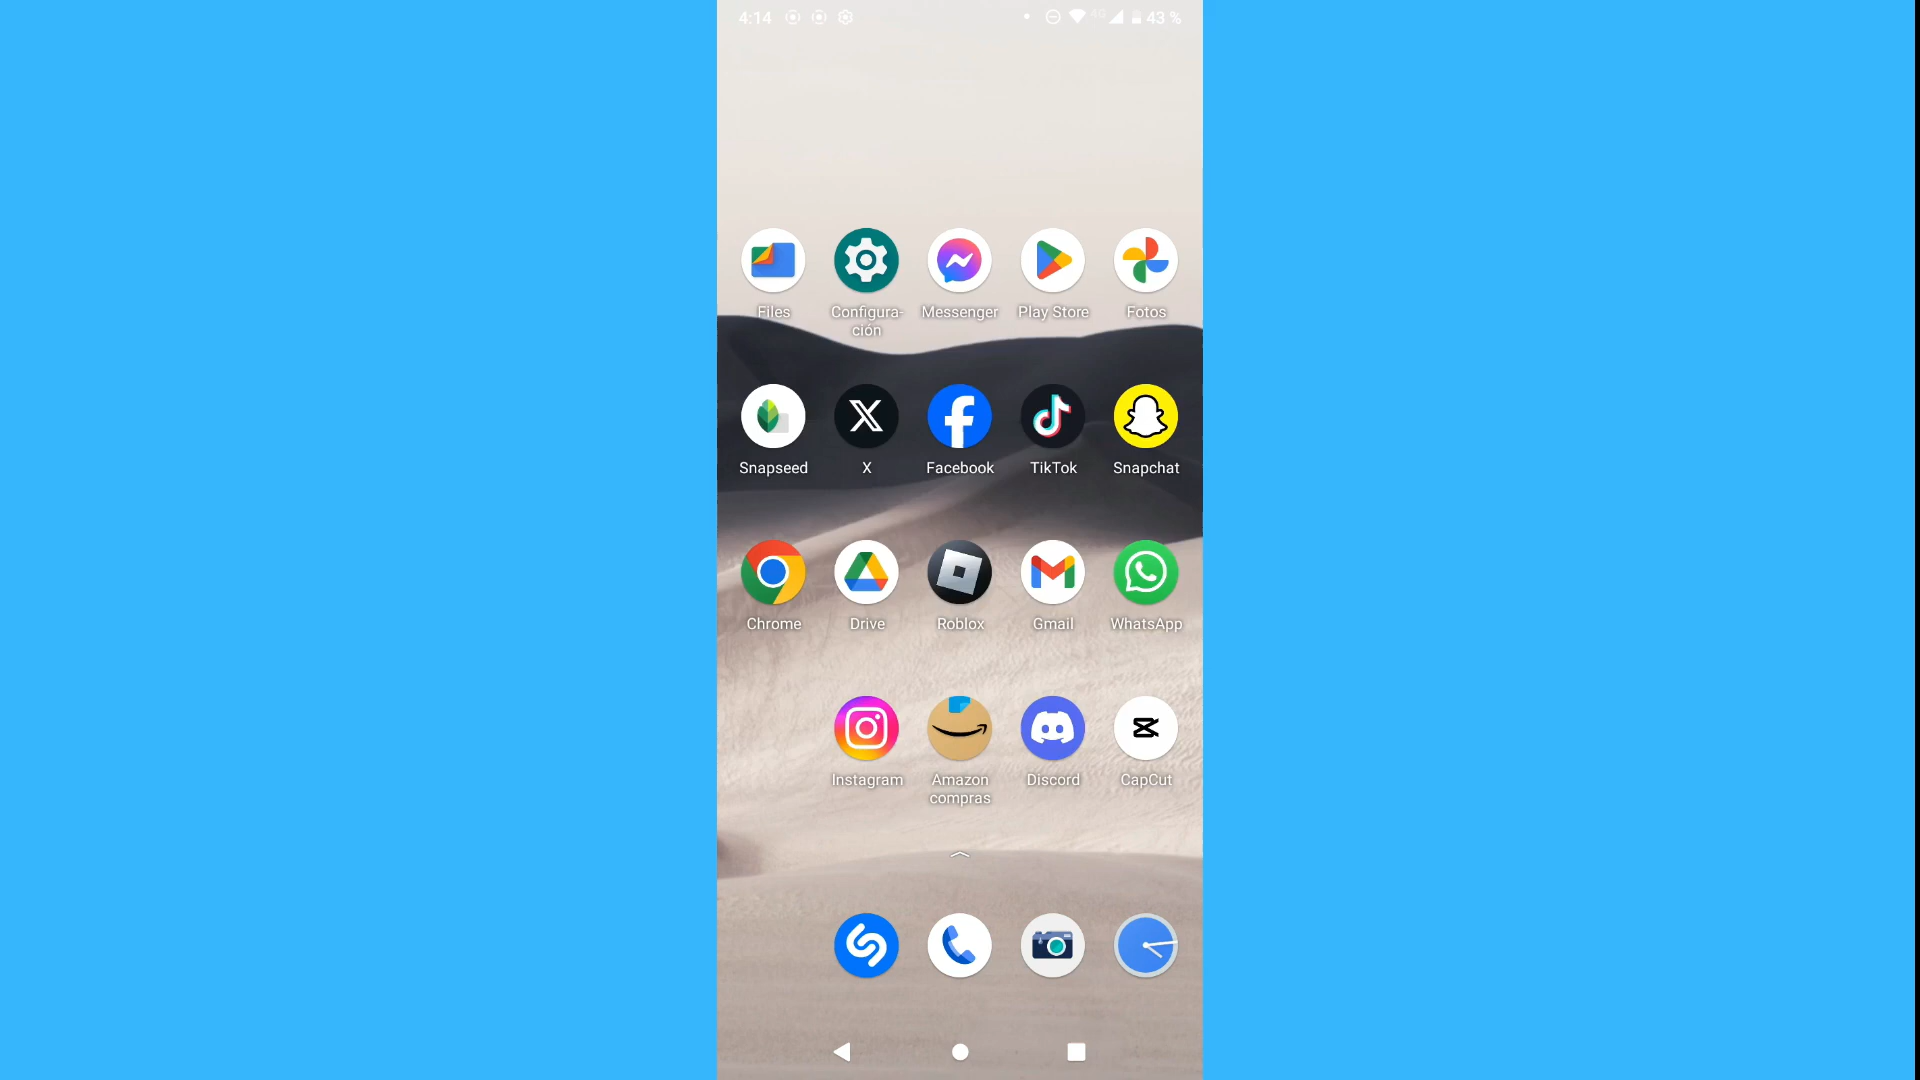 4:14 4G 43 %
Files Configura- Messenger Play Store Fotos
ción
Snapseed X Facebook TikTok Snapchat
Chrome Drive Roblox Gmail WhatsApp
Instagram Amazon Discord CapCut
compras